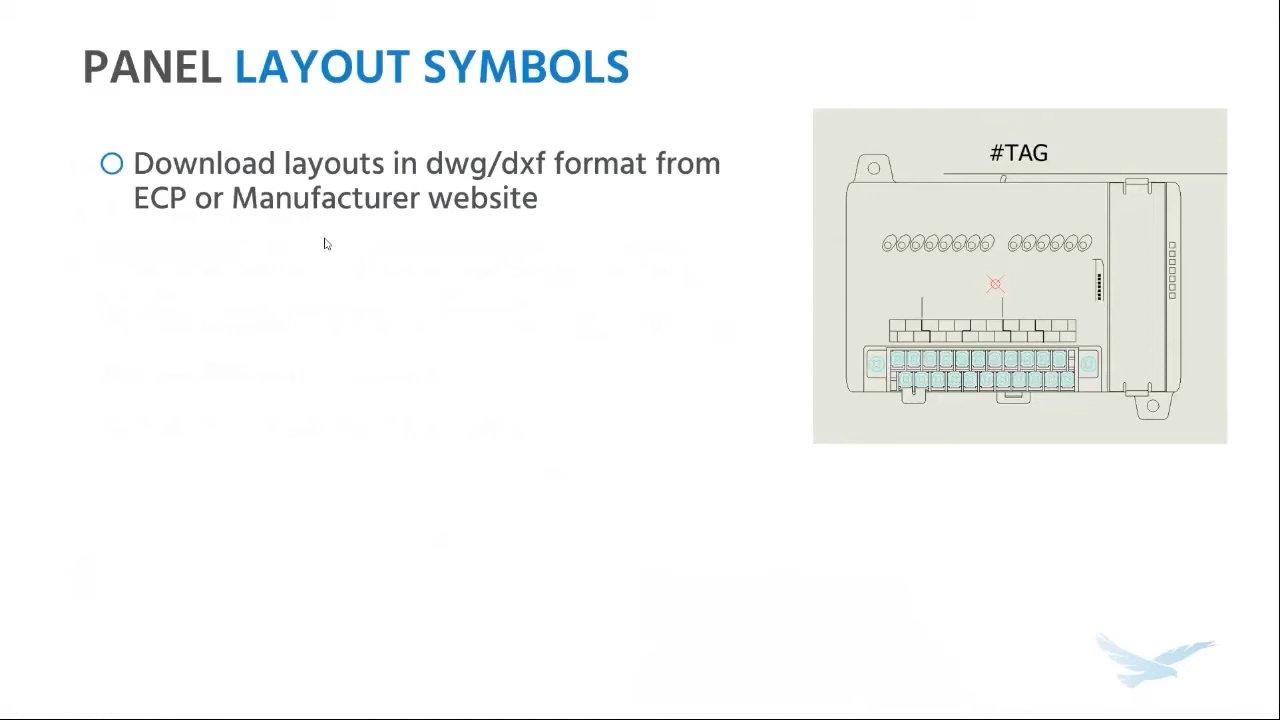 PANEL LAYOUT SYMBOLS
Download layouts in dwg/dxf format from
ECP or Manufacturer website
#TAG